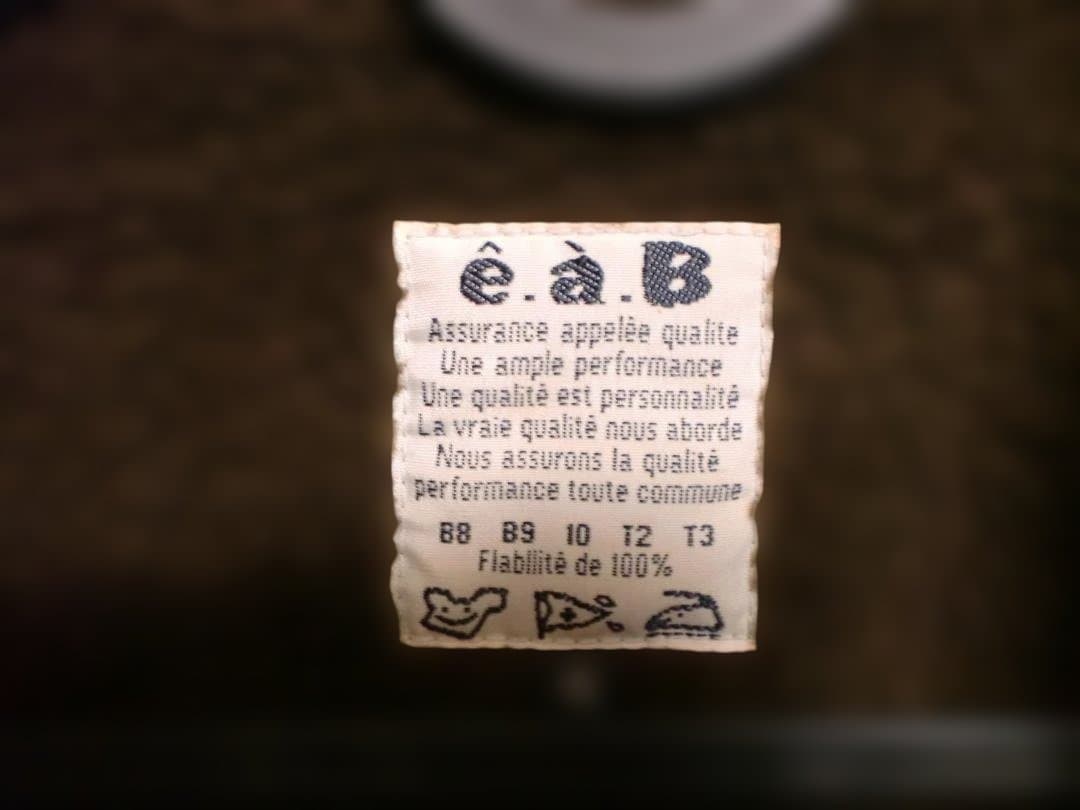 ê.à.B
Assurance appelée qualite
Une ample performance
Une qualité est personnalité
La vraie qualité nous aborde
Nous assurons la qualité
performance toute commune
B8 B9 10 T2 T3
Fiabilité de 100%